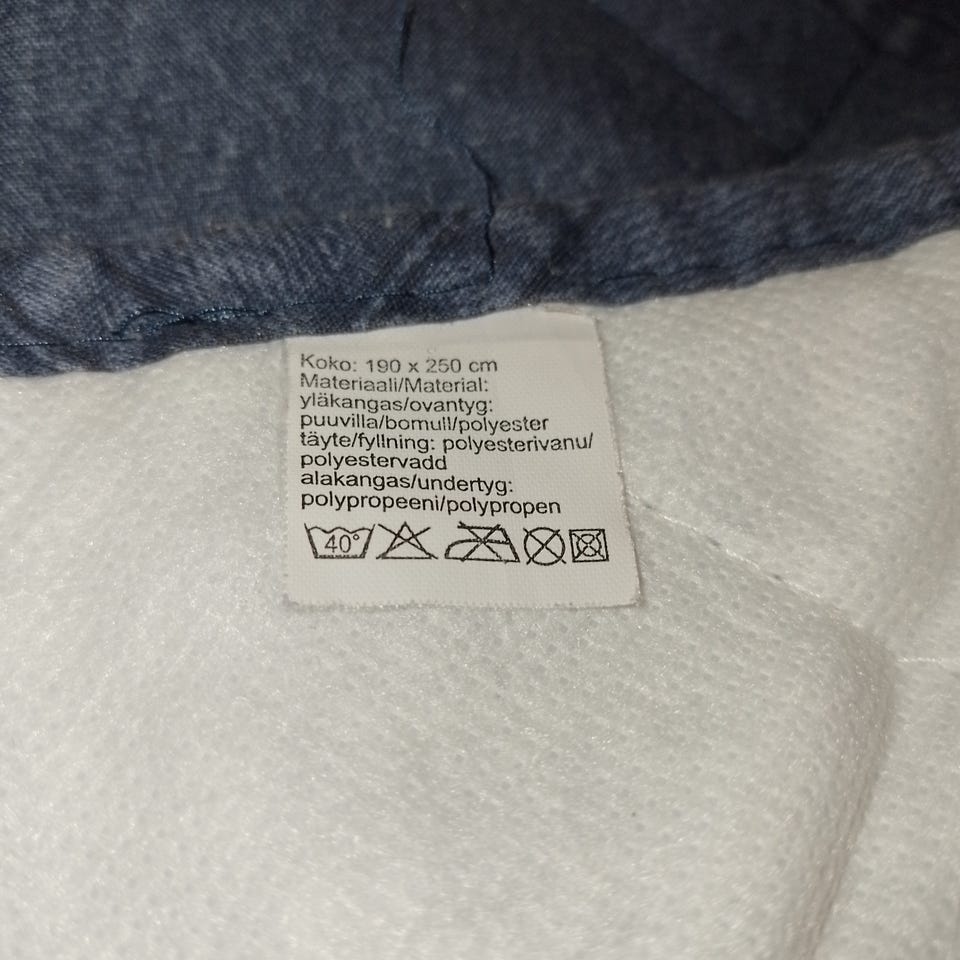 Koko: 190 x 250 cm
Materiaali/Material:
yläkangas/ovantyg:
puuvilla/bomull/polyester
täyte/fyllning: polyesterivanu/
polyestervadd
alakangas/undertyg:
polypropeeni/polypropen
40°